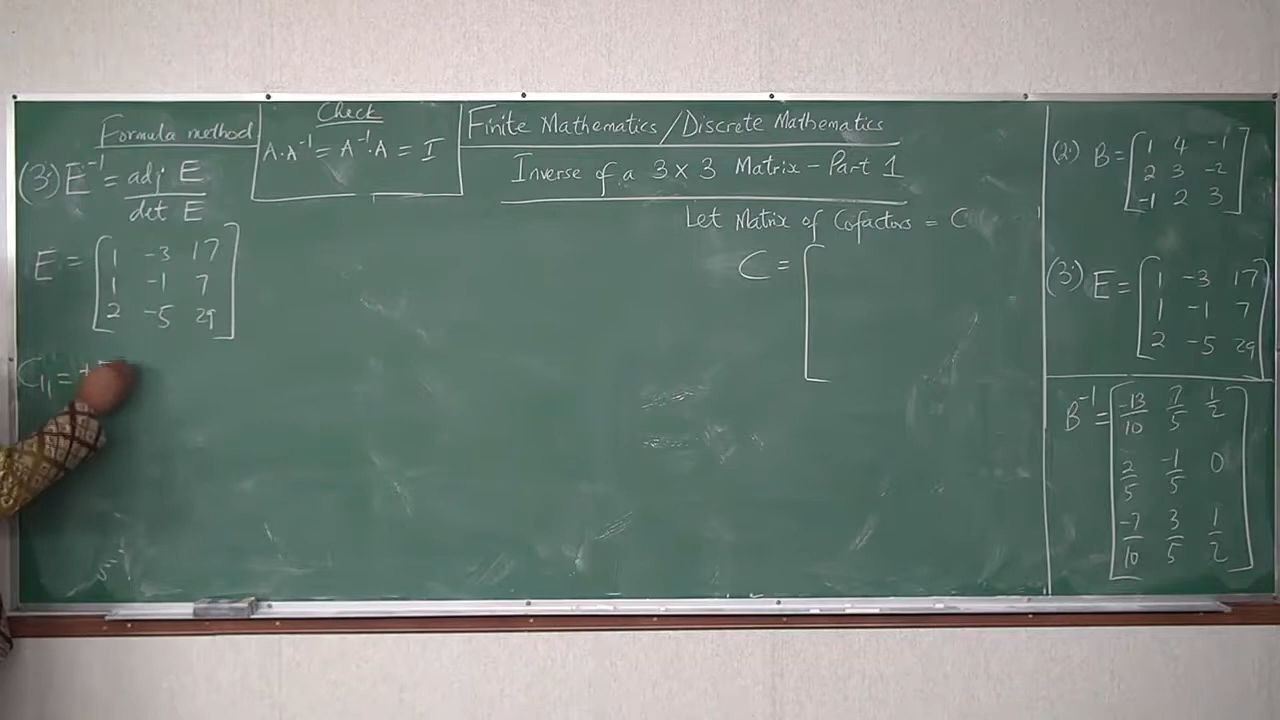 Formula method
(3.) E⁻¹ = adj E
det E
E = [1 -3 17
1 -1 7
2 -5 29]
C₁₁ = +
Check
A·A⁻¹ = A⁻¹·A = I
Finite Mathematics / Discrete Mathematics
Inverse of a 3 × 3 Matrix – Part 1
Let Matrix of Cofactors = C
C = [
(2.) B = [1 4 -1
2 3 -2
-1 2 3]
(3.) E = [1 -3 17
1 -1 7
2 -5 29]
B⁻¹ = [-13/10 7/5 1/2
2/5 -1/5 0
-7/10 3/5 1/2]